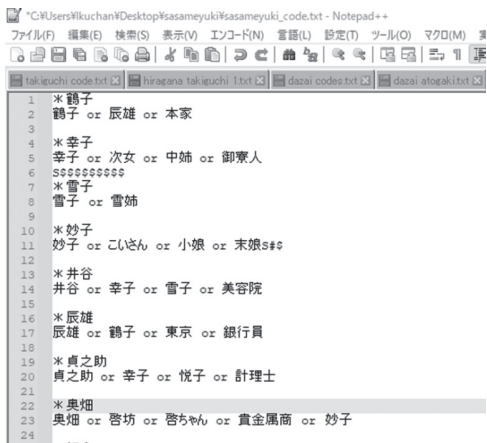 *C:¥Users¥Ikuchan¥Desktop¥sasameyuki¥sasameyuki_code.txt - Notepad++
ファイル(F) 編集(E) 検索(S) 表示(V) エンコード(N) 言語(L) 設定(T) ツール(O) マクロ(M)
takiguchi code.txt hiragana takiguchi 1.txt dazai codes.txt dazai atogaki.txt
1 *鶴子
2 鶴子 or 辰雄 or 本家
3
4 *幸子
5 幸子 or 次女 or 中姉 or 御寮人
6 s$$$$$$$$$$
7 *雪子
8 雪子 or 雪姉
9
10 *妙子
11 妙子 or こいさん or 小娘 or 末娘s#s
12
13 *井谷
14 井谷 or 幸子 or 雪子 or 美容院
15
16 *辰雄
17 辰雄 or 鶴子 or 東京 or 銀行員
18
19 *貞之助
20 貞之助 or 幸子 or 悦子 or 計理士
21
22 *奥畑
23 奥畑 or 啓坊 or 啓ちゃん or 貴金属商 or 妙子
24